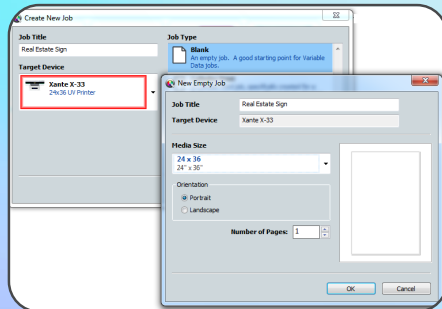 Create New Job
Job Title
Real Estate Sign
Target Device
Xante X-33
24x36 UV Printer
Job Type
Blank
An empty job. A good starting point for Variable
Data jobs.
New Empty Job
Job Title
Real Estate Sign
Target Device
Xante X-33
Media Size
24 x 36
24" x 36"
Orientation
Portrait
Landscape
Number of Pages:
1
OK
Cancel